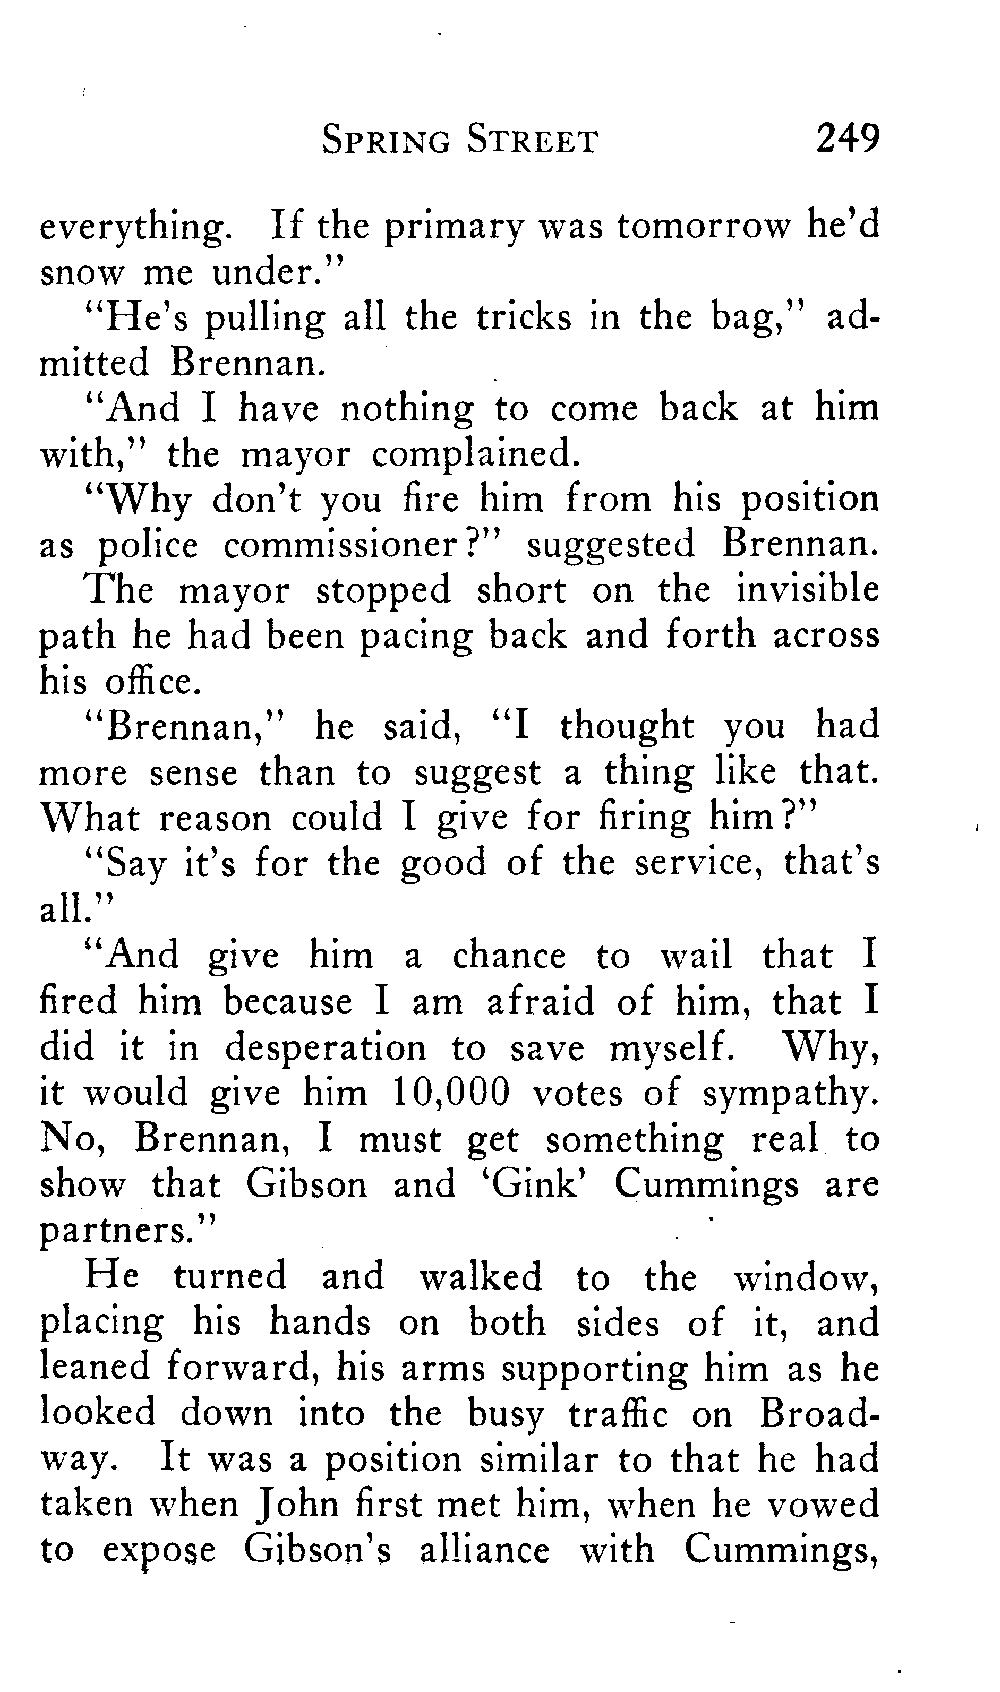 SPRING STREET 249
everything. If the primary was tomorrow he'd
snow me under."
"He's pulling all the tricks in the bag," ad-
mitted Brennan.
"And I have nothing to come back at him
with," the mayor complained.
"Why don't you fire him from his position
as police commissioner?" suggested Brennan.
The mayor stopped short on the invisible
path he had been pacing back and forth across
his office.
"Brennan," he said, "I thought you had
more sense than to suggest a thing like that.
What reason could I give for firing him?"
"Say it's for the good of the service, that's
all."
"And give him a chance to wail that I
fired him because I am afraid of him, that I
did it in desperation to save myself. Why,
it would give him 10,000 votes of sympathy.
No, Brennan, I must get something real to
show that Gibson and 'Gink' Cummings are
partners."
He turned and walked to the window,
placing his hands on both sides of it, and
leaned forward, his arms supporting him as he
looked down into the busy traffic on Broad-
way. It was a position similar to that he had
taken when John first met him, when he vowed
to expose Gibson's alliance with Cummings,